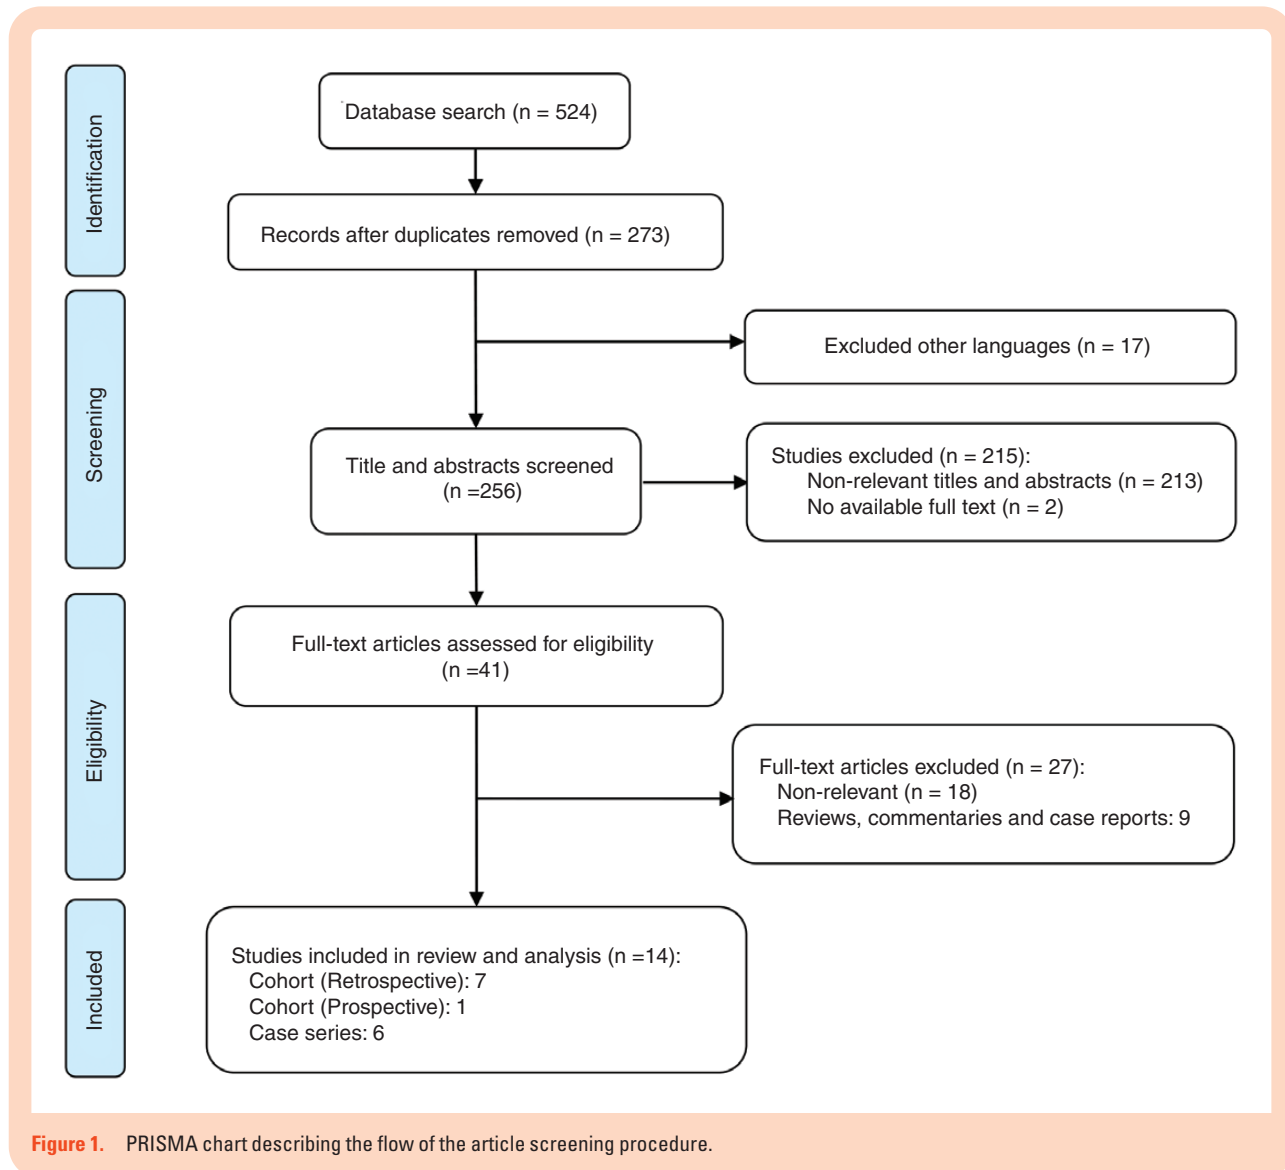 Identification
Database search (n = 524)
Records after duplicates removed (n = 273)
Screening
Excluded other languages (n = 17)
Title and abstracts screened
(n =256)
Studies excluded (n = 215):
Non-relevant titles and abstracts (n = 213)
No available full text (n = 2)
Eligibility
Full-text articles assessed for eligibility
(n =41)
Full-text articles excluded (n = 27):
Non-relevant (n = 18)
Reviews, commentaries and case reports: 9
Included
Studies included in review and analysis (n =14):
Cohort (Retrospective): 7
Cohort (Prospective): 1
Case series: 6
Figure 1. PRISMA chart describing the flow of the article screening procedure.